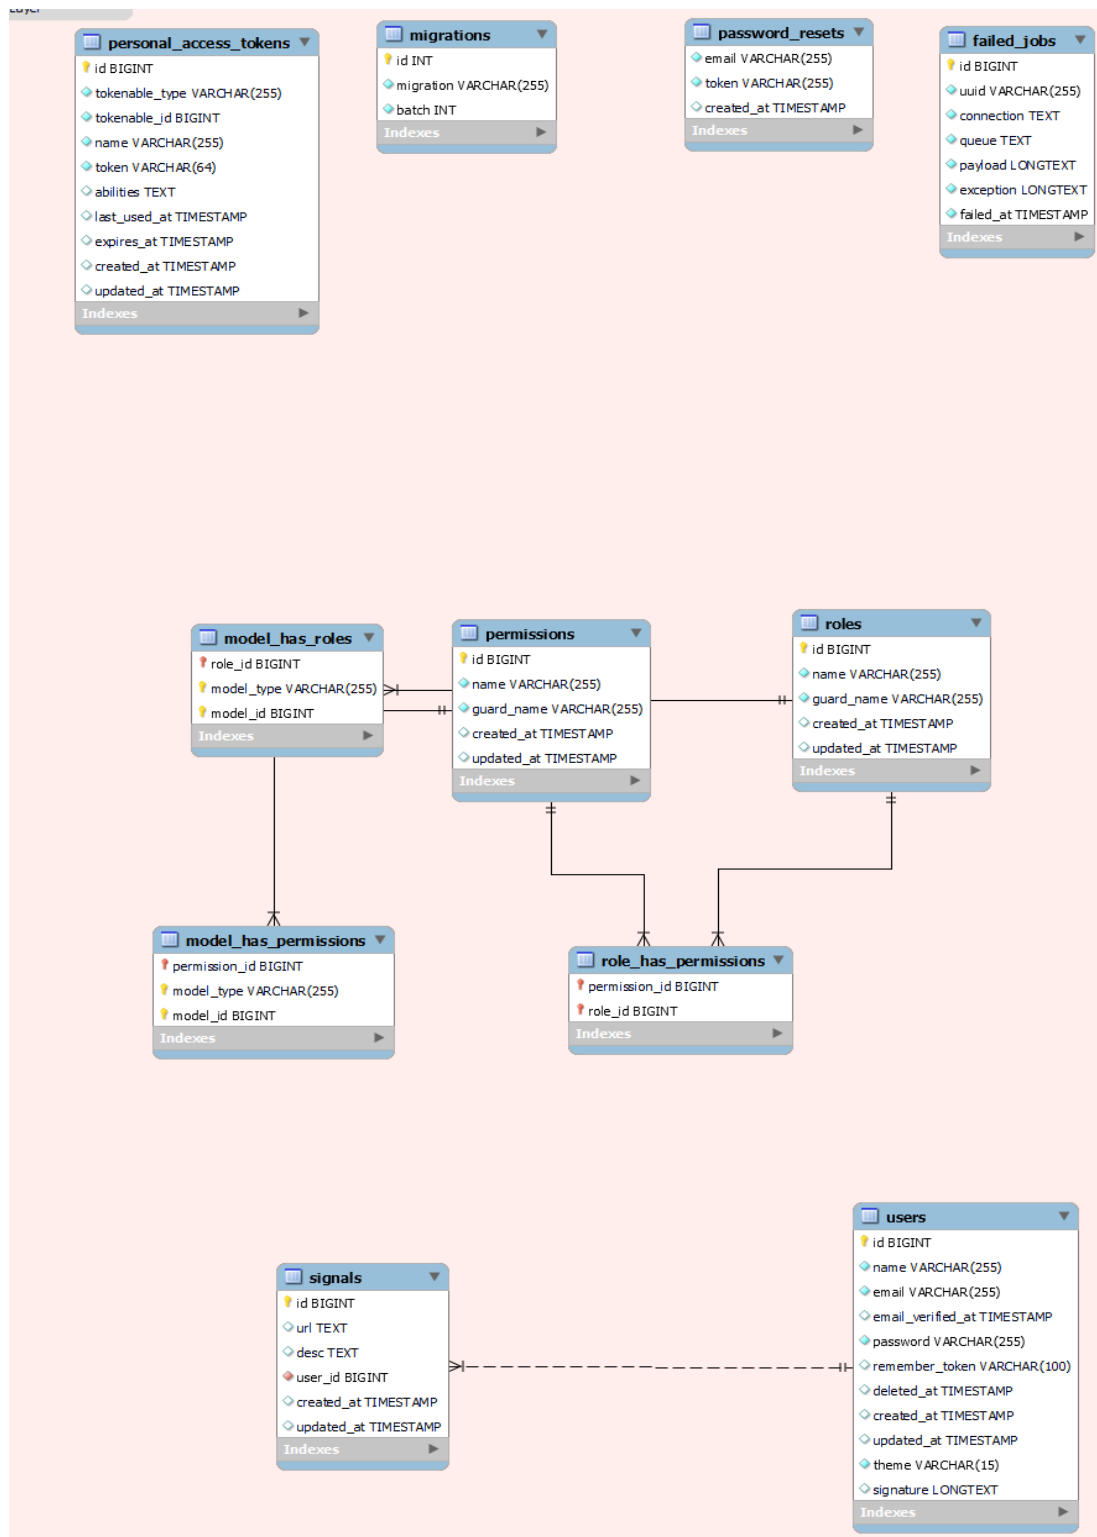 Layer
personal_access_tokens
id BIGINT
tokenable_type VARCHAR(255)
tokenable_id BIGINT
name VARCHAR(255)
token VARCHAR(64)
abilities TEXT
last_used_at TIMESTAMP
expires_at TIMESTAMP
created_at TIMESTAMP
updated_at TIMESTAMP
Indexes
migrations
id INT
migration VARCHAR(255)
batch INT
Indexes
password_resets
email VARCHAR(255)
token VARCHAR(255)
created_at TIMESTAMP
Indexes
failed_jobs
id BIGINT
uuid VARCHAR(255)
connection TEXT
queue TEXT
payload LONGTEXT
exception LONGTEXT
failed_at TIMESTAMP
Indexes
model_has_roles
role_id BIGINT
model_type VARCHAR(255)
model_id BIGINT
Indexes
permissions
id BIGINT
name VARCHAR(255)
guard_name VARCHAR(255)
created_at TIMESTAMP
updated_at TIMESTAMP
Indexes
roles
id BIGINT
name VARCHAR(255)
guard_name VARCHAR(255)
created_at TIMESTAMP
updated_at TIMESTAMP
Indexes
model_has_permissions
permission_id BIGINT
model_type VARCHAR(255)
model_id BIGINT
Indexes
role_has_permissions
permission_id BIGINT
role_id BIGINT
Indexes
signals
id BIGINT
url TEXT
desc TEXT
user_id BIGINT
created_at TIMESTAMP
updated_at TIMESTAMP
Indexes
users
id BIGINT
name VARCHAR(255)
email VARCHAR(255)
email_verified_at TIMESTAMP
password VARCHAR(255)
remember_token VARCHAR(100)
deleted_at TIMESTAMP
created_at TIMESTAMP
updated_at TIMESTAMP
theme VARCHAR(15)
signature LONGTEXT
Indexes